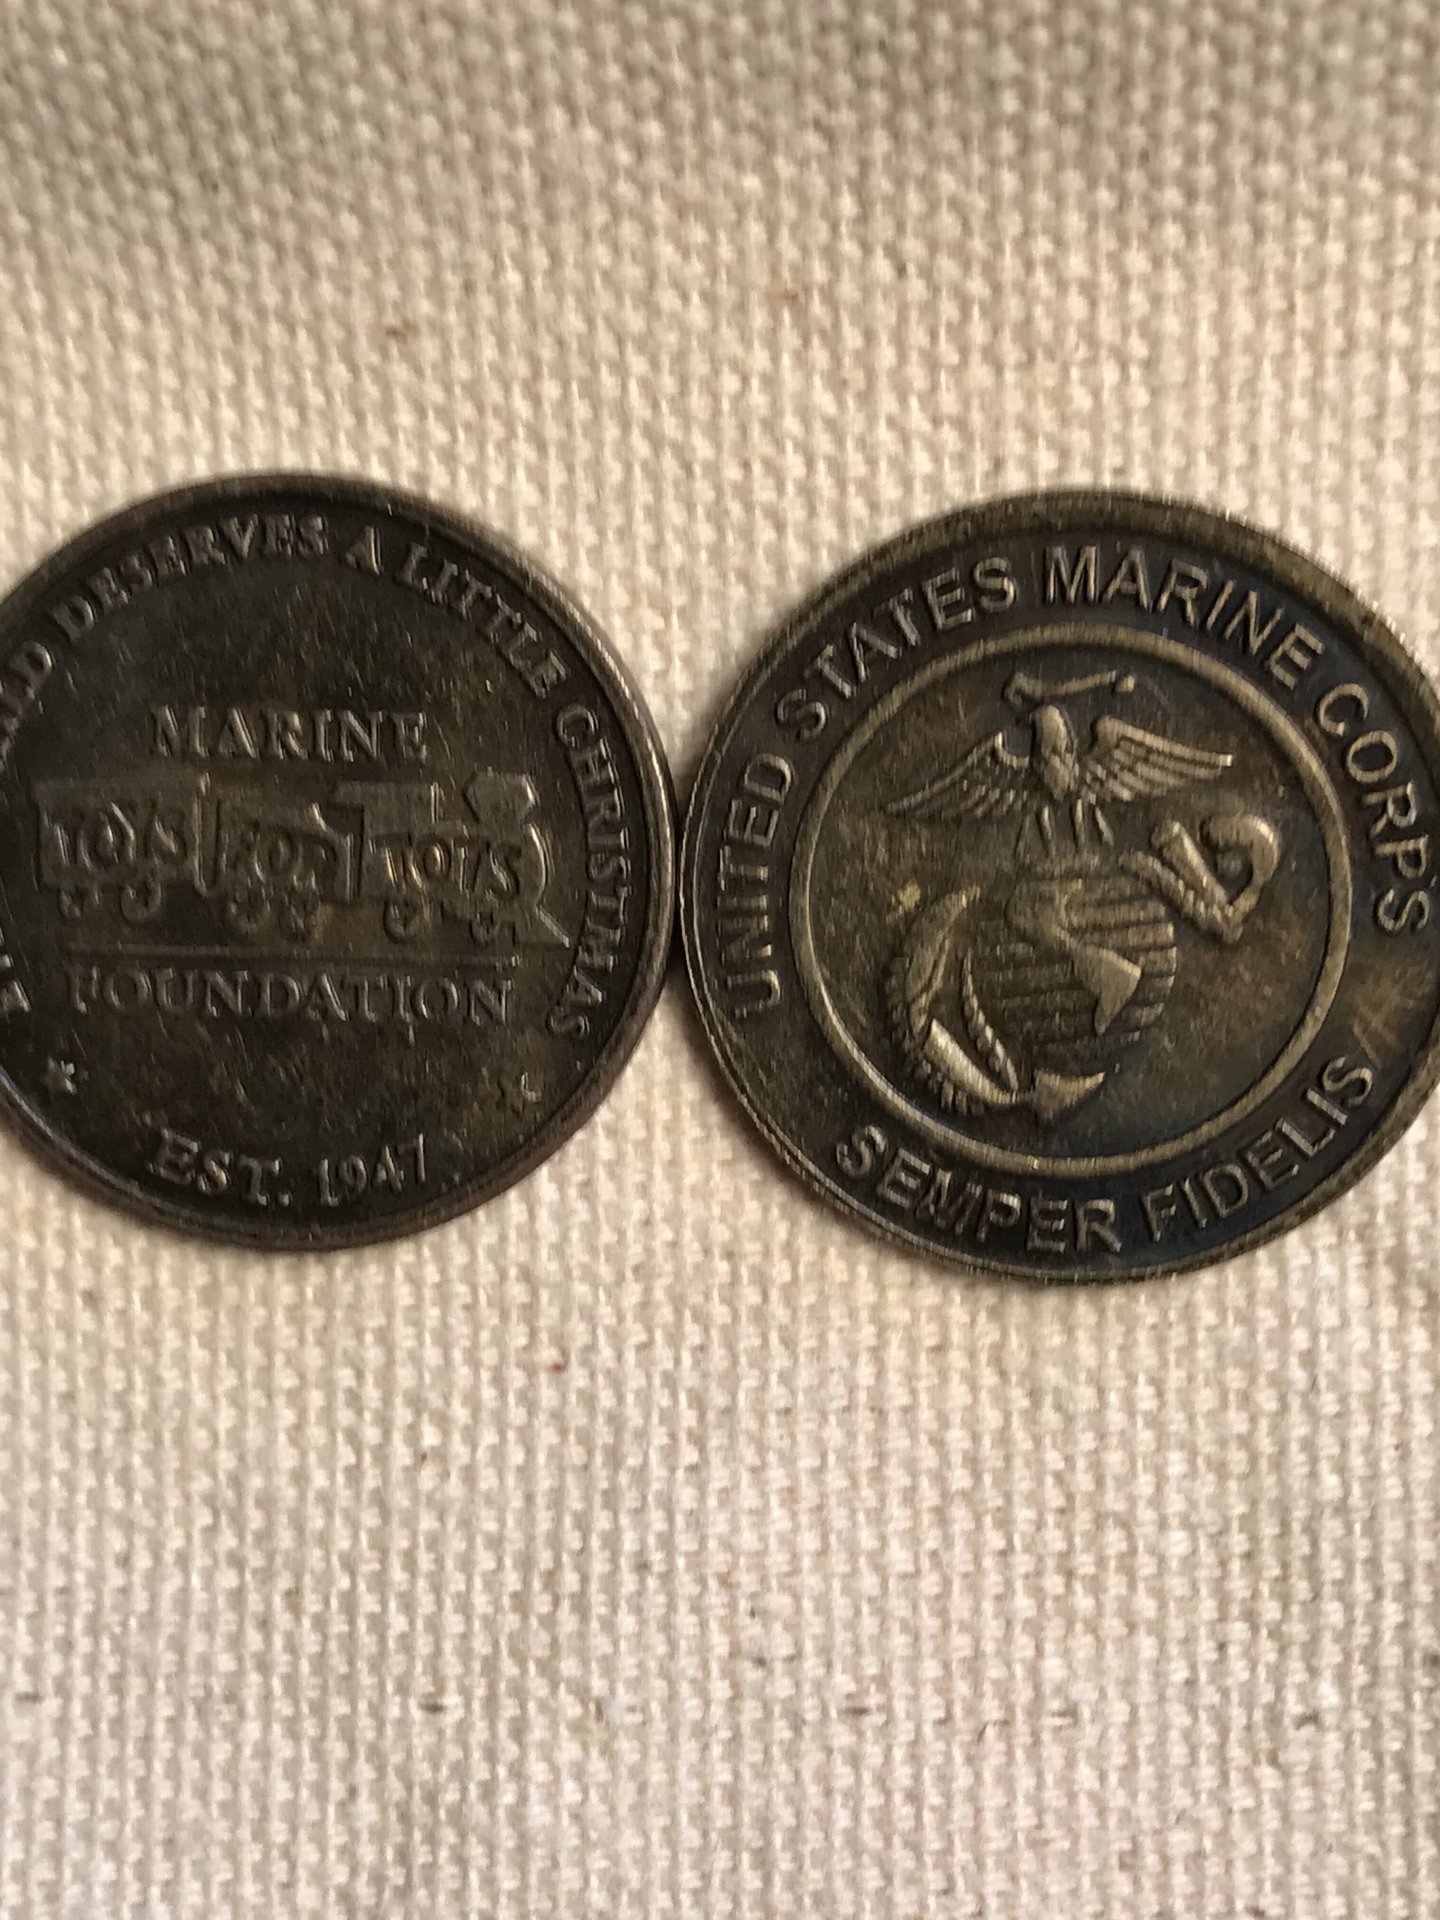 DESERVES A LITTLE CHRISTMAS
MARINE
TOYS FOR TOTS
FOUNDATION
EST. 1947
UNITED STATES MARINE CORPS
SEMPER FIDELIS